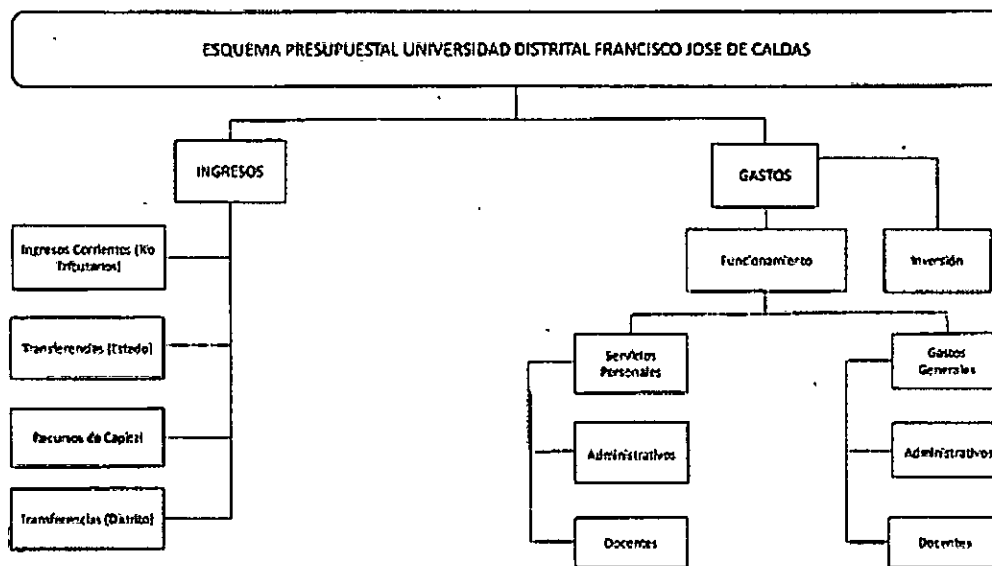 ESQUEMA PRESUPUESTAL UNIVERSIDAD DISTRITAL FRANCISCO JOSE DE CALDAS
INGRESOS
GASTOS
Ingresos Corrientes (No
Tributarios)
Funcionamiento
Inversión
Transferencias (Estado)
Servicios
Personales
Gastos
Generales
Recursos de Capital
Administrativos
Administrativos
Transferencias (Distrito)
Docentes
Docentes